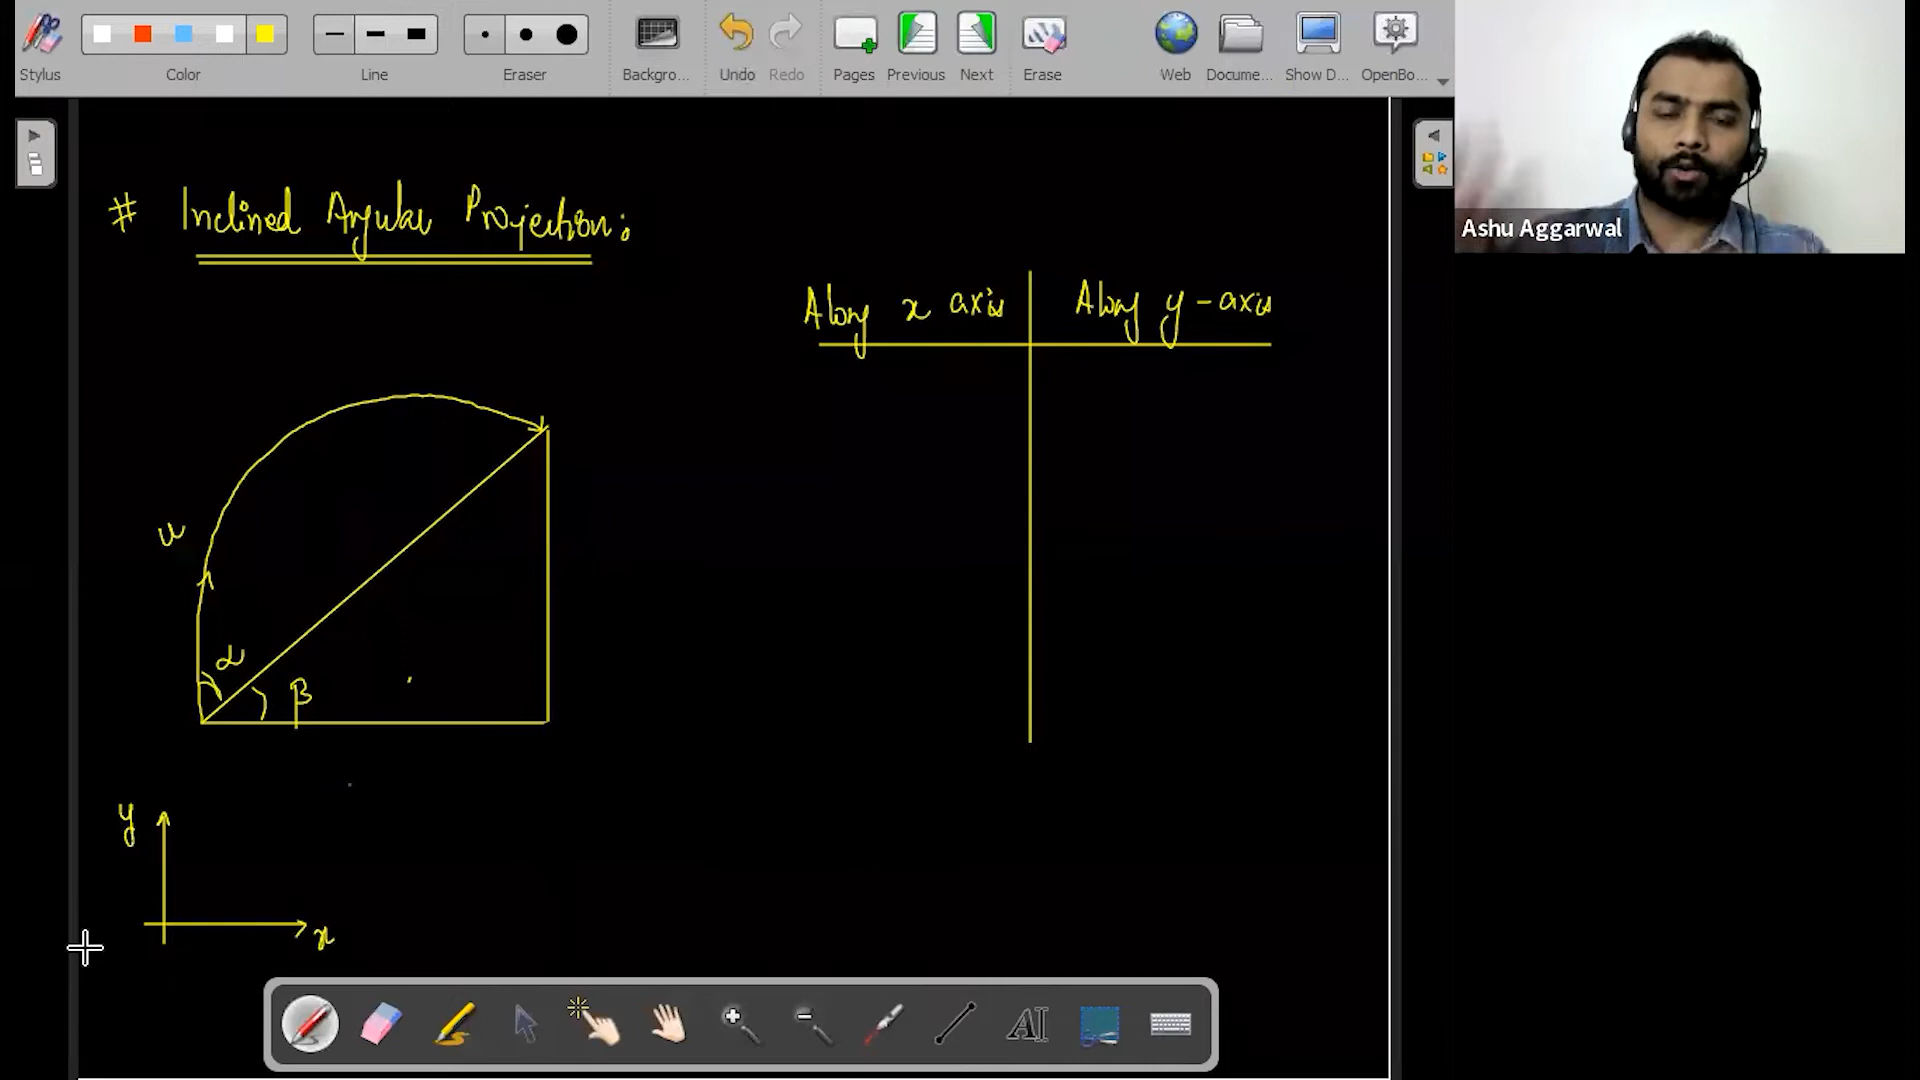 Stylus Color Line Eraser Backgro... Undo Redo Pages Previous Next Erase Web Docume... Show D... OpenBo...
Ashu Aggarwal
# Inclined Angular Projection:
Along x axis Along y-axis
u
α
β
y
x
AI